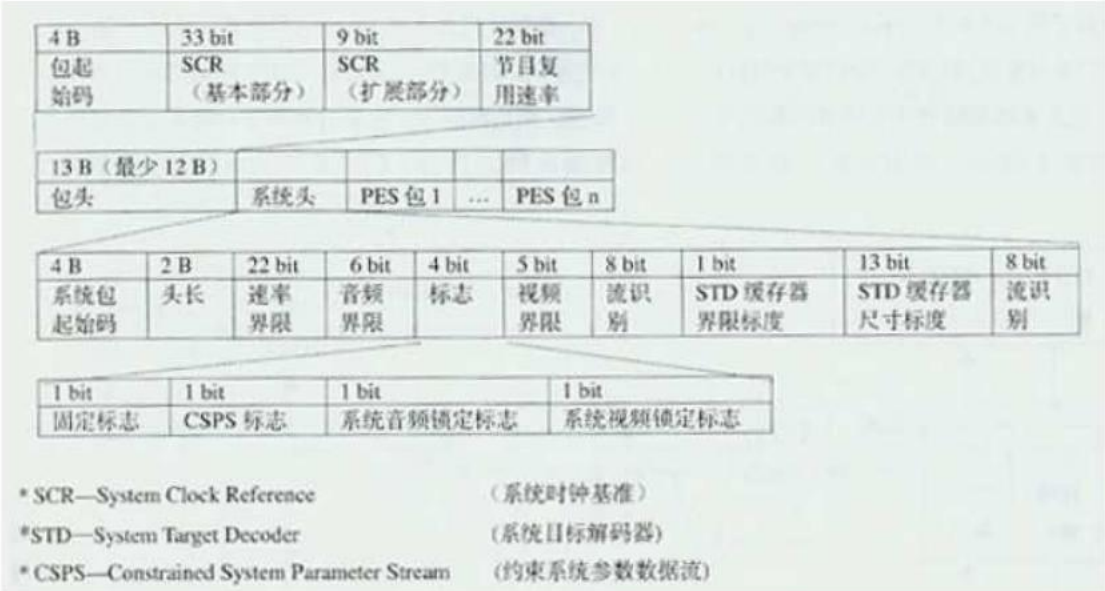 4 B 33 bit 9 bit 22 bit
包起 SCR SCR 节目复
始码 （基本部分） （扩展部分） 用速率
13 B（最少 12 B）
包头 系统头 PES 包 1 … PES 包 n
4 B 2 B 22 bit 6 bit 4 bit 5 bit 8 bit 1 bit 13 bit 8 bit
系统包 头长 速率 音频 标志 视频 流识 STD 缓存器 STD 缓存器 流识
起始码 界限 界限 界限 别 界限标度 尺寸标度 别
1 bit 1 bit 1 bit 1 bit
固定标志 CSPS 标志 系统音频锁定标志 系统视频锁定标志
* SCR—System Clock Reference （系统时钟基准）
*STD—System Target Decoder (系统目标解码器)
* CSPS—Constrained System Parameter Stream (约束系统参数数据流)